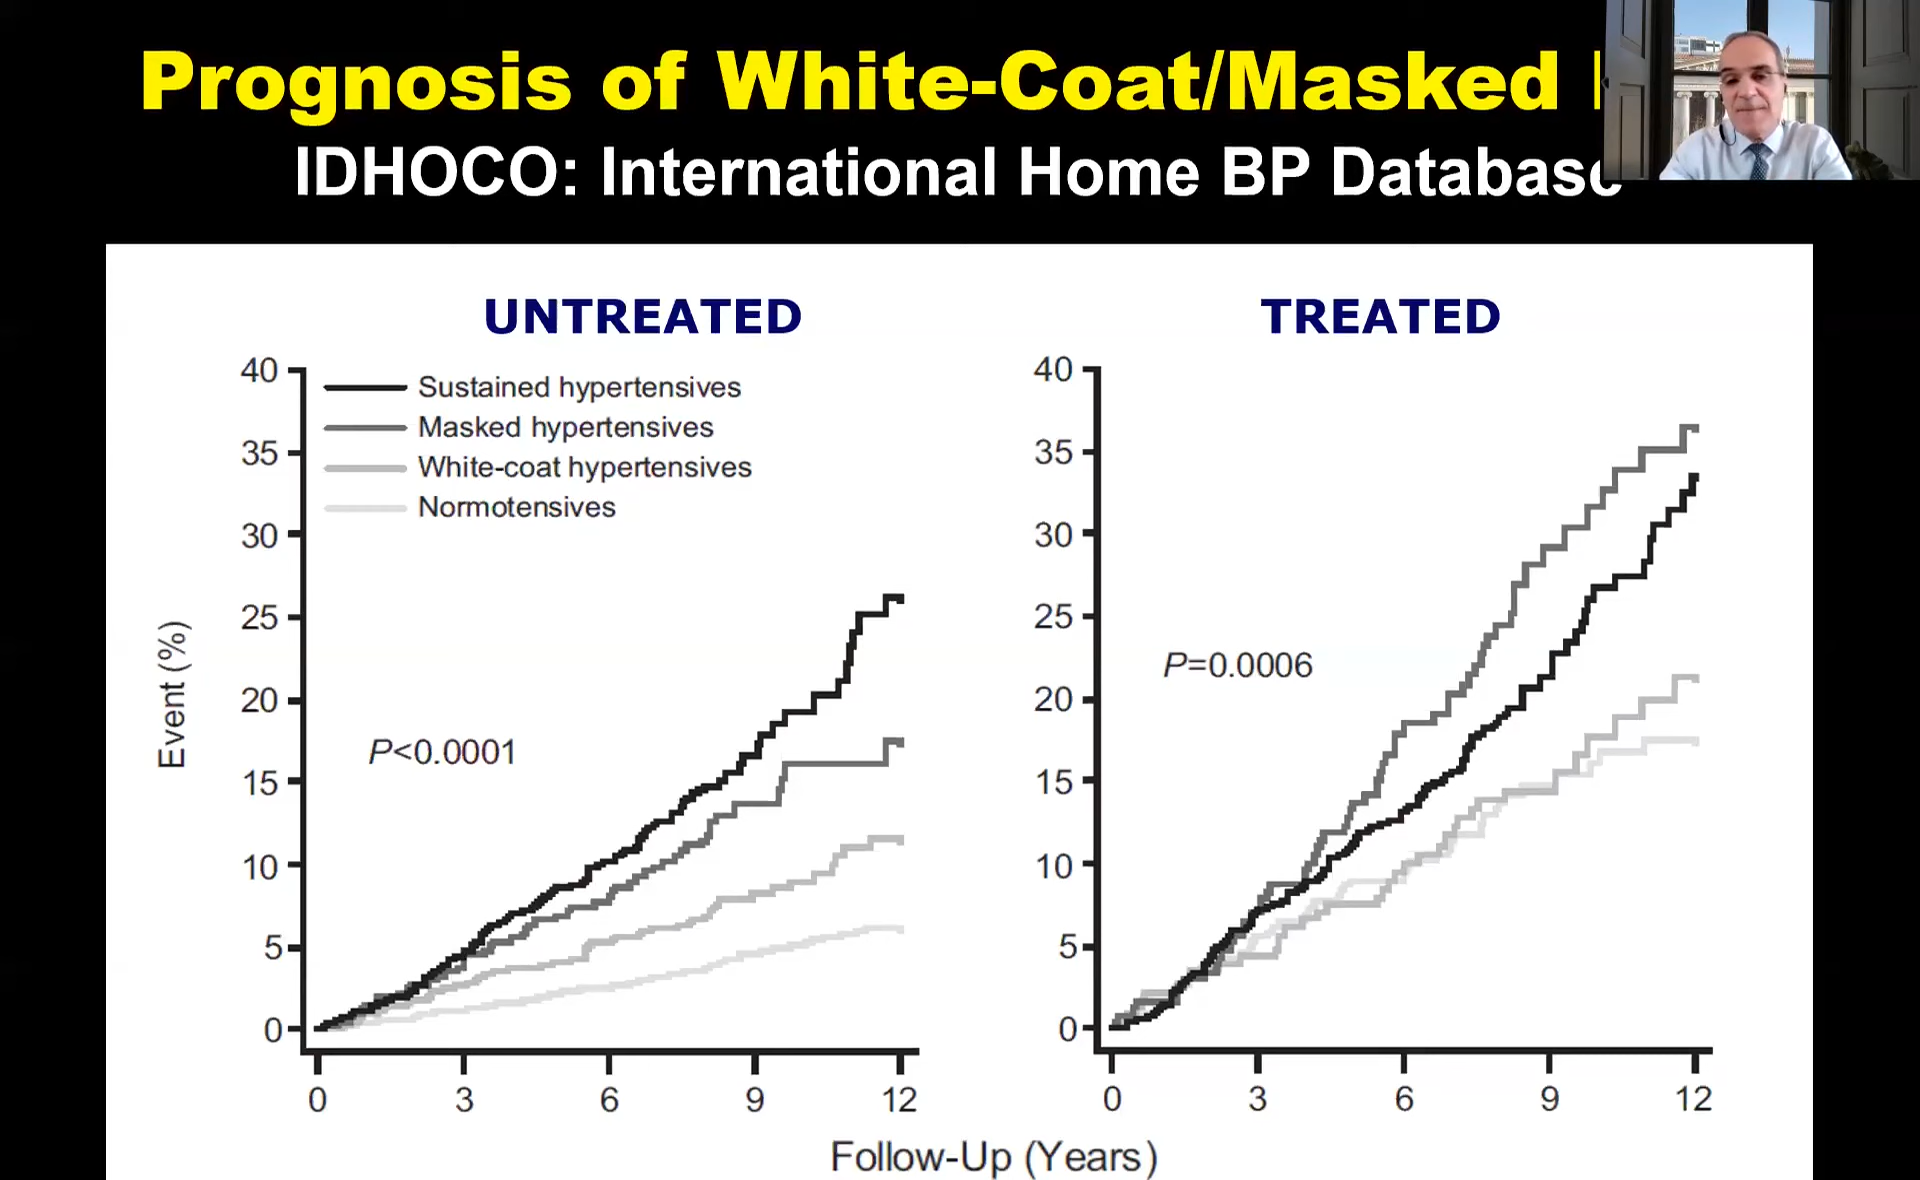 Prognosis of White-Coat/Masked
IDHOCO: International Home BP Database
UNTREATED
40
35
30
25
20
15
10
5
0
Sustained hypertensives
Masked hypertensives
White-coat hypertensives
Normotensives
P<0.0001
Event (%)
0 3 6 9 12
TREATED
40
35
30
25
20
15
10
5
0
P=0.0006
0 3 6 9 12
Follow-Up (Years)